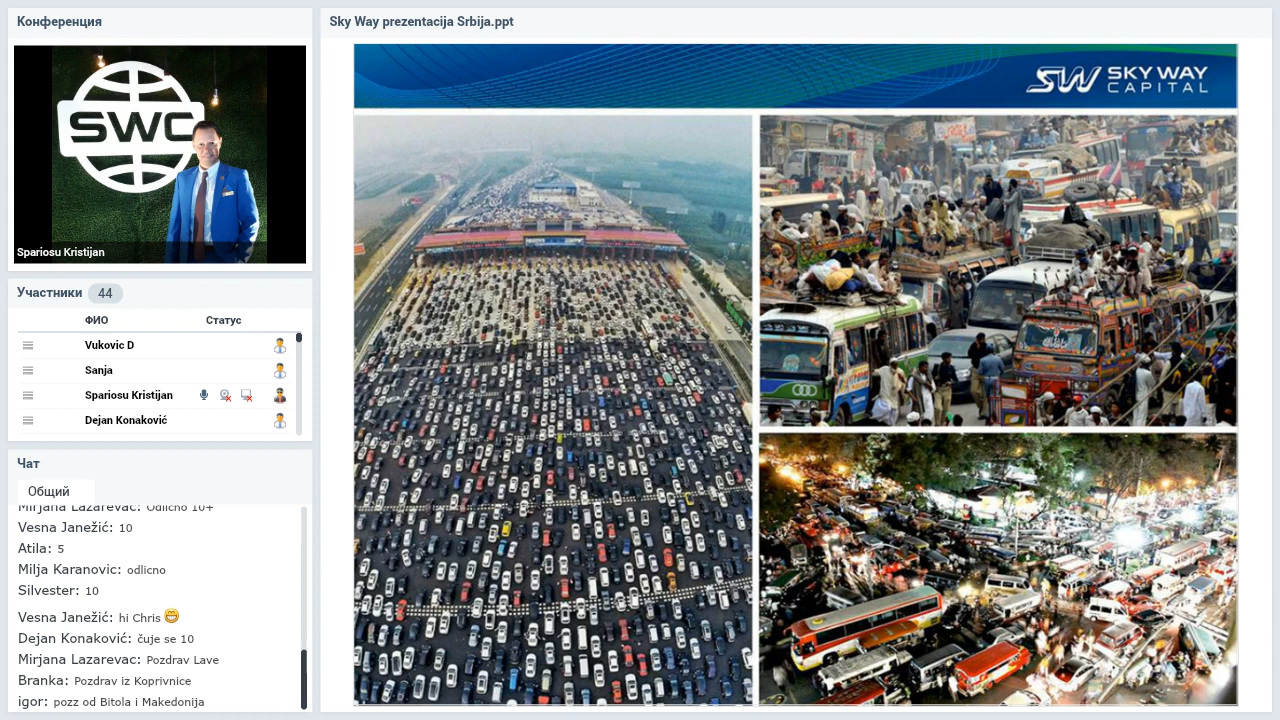 Конференция
SWC
Spariosu Kristijan
Участники 44
ФИО Статус
Vukovic D
Sanja
Spariosu Kristijan
Dejan Konaković
Чат
Общий
Mirjana Lazarevac: Odlicno 10+
Vesna Janežić: 10
Atila: 5
Milja Karanovic: odlicno
Silvester: 10
Vesna Janežić: hi Chris
Dejan Konaković: čuje se 10
Mirjana Lazarevac: Pozdrav Lave
Branka: Pozdrav iz Koprivnice
igor: pozz od Bitola i Makedonija
Sky Way prezentacija Srbija.ppt
SW SKY WAY
CAPITAL